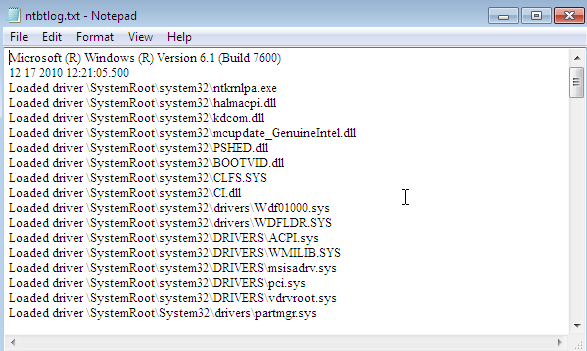 ntbtlog.txt - Notepad
File Edit Format View Help
Microsoft (R) Windows (R) Version 6.1 (Build 7600)
12 17 2010 12:21:05.500
Loaded driver \SystemRoot\system32\ntkrnlpa.exe
Loaded driver \SystemRoot\system32\halmacpi.dll
Loaded driver \SystemRoot\system32\kdcom.dll
Loaded driver \SystemRoot\system32\mcupdate_GenuineIntel.dll
Loaded driver \SystemRoot\system32\PSHED.dll
Loaded driver \SystemRoot\system32\BOOTVID.dll
Loaded driver \SystemRoot\system32\CLFS.SYS
Loaded driver \SystemRoot\system32\CI.dll
Loaded driver \SystemRoot\system32\drivers\Wdf01000.sys
Loaded driver \SystemRoot\system32\drivers\WDFLDR.SYS
Loaded driver \SystemRoot\system32\DRIVERS\ACPI.sys
Loaded driver \SystemRoot\system32\DRIVERS\WMILIB.SYS
Loaded driver \SystemRoot\system32\DRIVERS\msisadrv.sys
Loaded driver \SystemRoot\system32\DRIVERS\pci.sys
Loaded driver \SystemRoot\system32\DRIVERS\vdrvroot.sys
Loaded driver \SystemRoot\System32\drivers\partmgr.sys